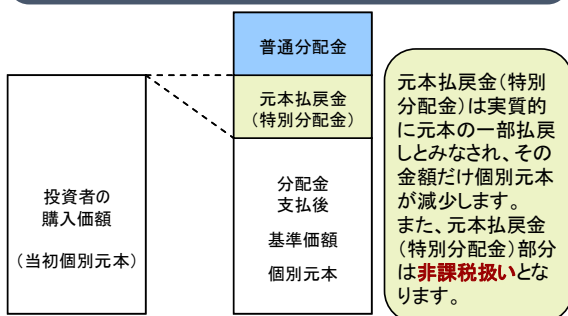 普通分配金
元本払戻金
（特別分配金）
投資者の
購入価額
（当初個別元本）
分配金
支払後
基準価額
個別元本
元本払戻金（特別
分配金）は実質的
に元本の一部払戻
しとみなされ、その
金額だけ個別元本
が減少します。
また、元本払戻金
（特別分配金）部分
は非課税扱いとな
ります。